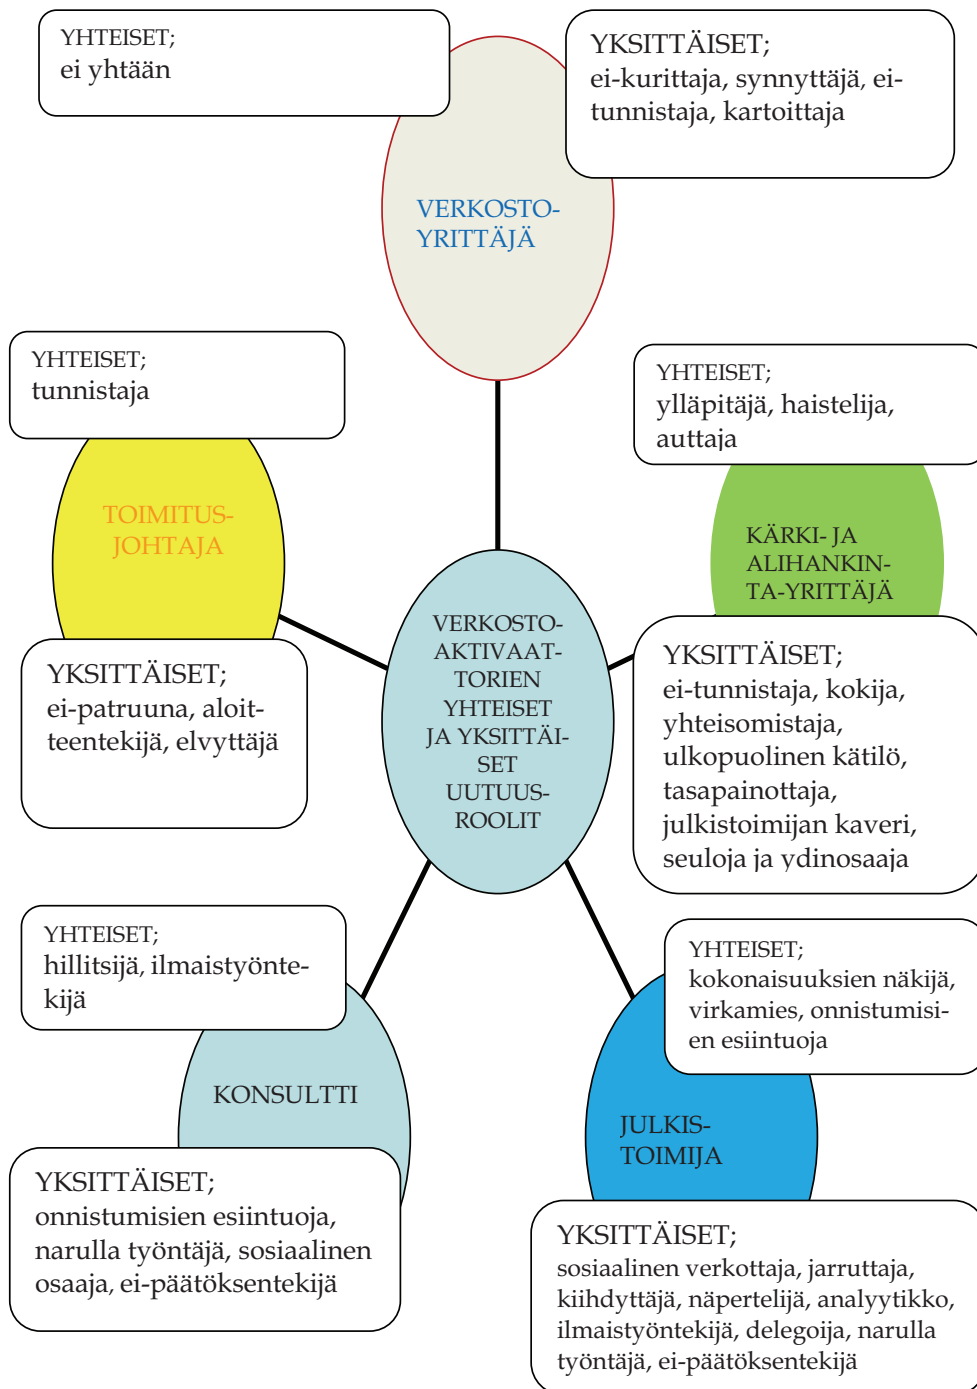 YHTEISET;
ei yhtään
YKSITTÄISET;
ei-kurittaja, synnyttäjä, ei-
tunnistaja, kartoittaja
VERKOSTO-
YRITTÄJÄ
YHTEISET;
tunnistaja
TOIMITUS-
JOHTAJA
YKSITTÄISET;
ei-patruuna, aloit-
teentekijä, elvyttäjä
YHTEISET;
ylläpitäjä, haistelija,
auttaja
KÄRKI- JA
ALIHANKIN-
TA-YRITTÄJÄ
YKSITTÄISET;
ei-tunnistaja, kokija,
yhteisomistaja,
ulkopuolinen kätilö,
tasapainottaja,
julkistoimijan kaveri,
seuloja ja ydinosaaja
VERKOSTO-
AKTIVAAT-
TORIEN
YHTEISET
JA YKSITTÄI-
SET
UUTUUS-
ROOLIT
YHTEISET;
hillitsijä, ilmaistyönte-
kijä
KONSULTTI
YKSITTÄISET;
onnistumisien esiintuoja,
narulla työntäjä, sosiaalinen
osaaja, ei-päätöksentekijä
YHTEISET;
kokonaisuuksien näkijä,
virkamies, onnistumisi-
en esiintuoja
JULKIS-
TOIMIJA
YKSITTÄISET;
sosiaalinen verkottaja, jarruttaja,
kiihdyttäjä, näpertelijä, analyytikko,
ilmaistyöntekijä, delegoija, narulla
työntäjä, ei-päätöksentekijä